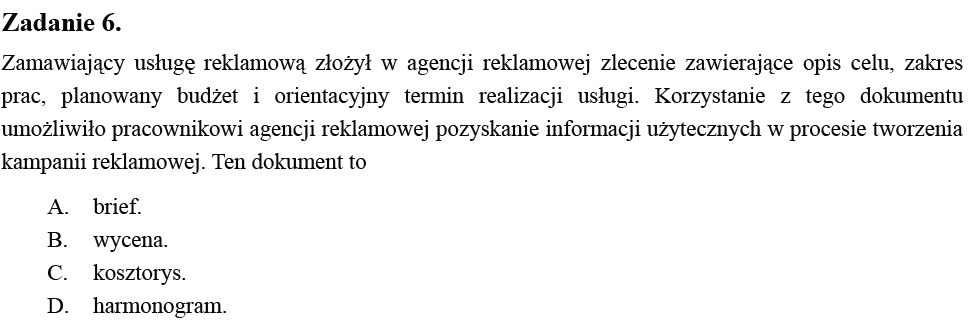 Zadanie 6.
Zamawiający usługę reklamową złożył w agencji reklamowej zlecenie zawierające opis celu, zakres
prac, planowany budżet i orientacyjny termin realizacji usługi. Korzystanie z tego dokumentu
umożliwiło pracownikowi agencji reklamowej pozyskanie informacji użytecznych w procesie tworzenia
kampanii reklamowej. Ten dokument to
A. brief.
B. wycena.
C. kosztorys.
D. harmonogram.